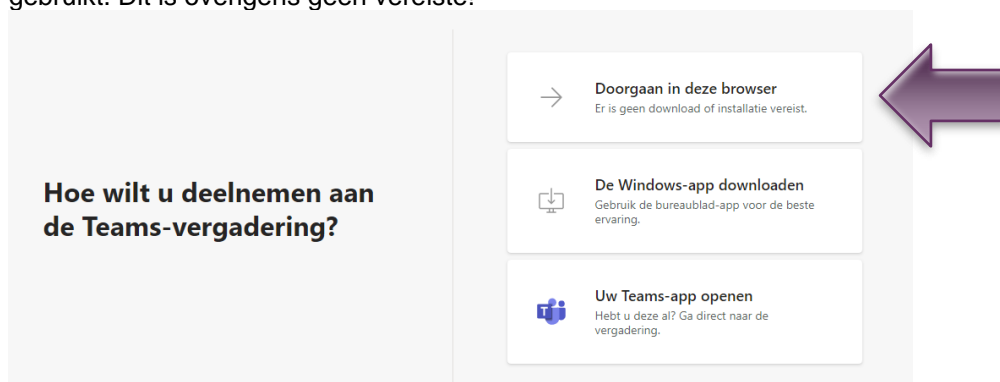 gebruikt. Dit is overigens geen vereiste!
Hoe wilt u deelnemen aan
de Teams-vergadering?
Doorgaan in deze browser
Er is geen download of installatie vereist.
De Windows-app downloaden
Gebruik de bureaublad-app voor de beste
ervaring.
Uw Teams-app openen
Hebt u deze al? Ga direct naar de
vergadering.